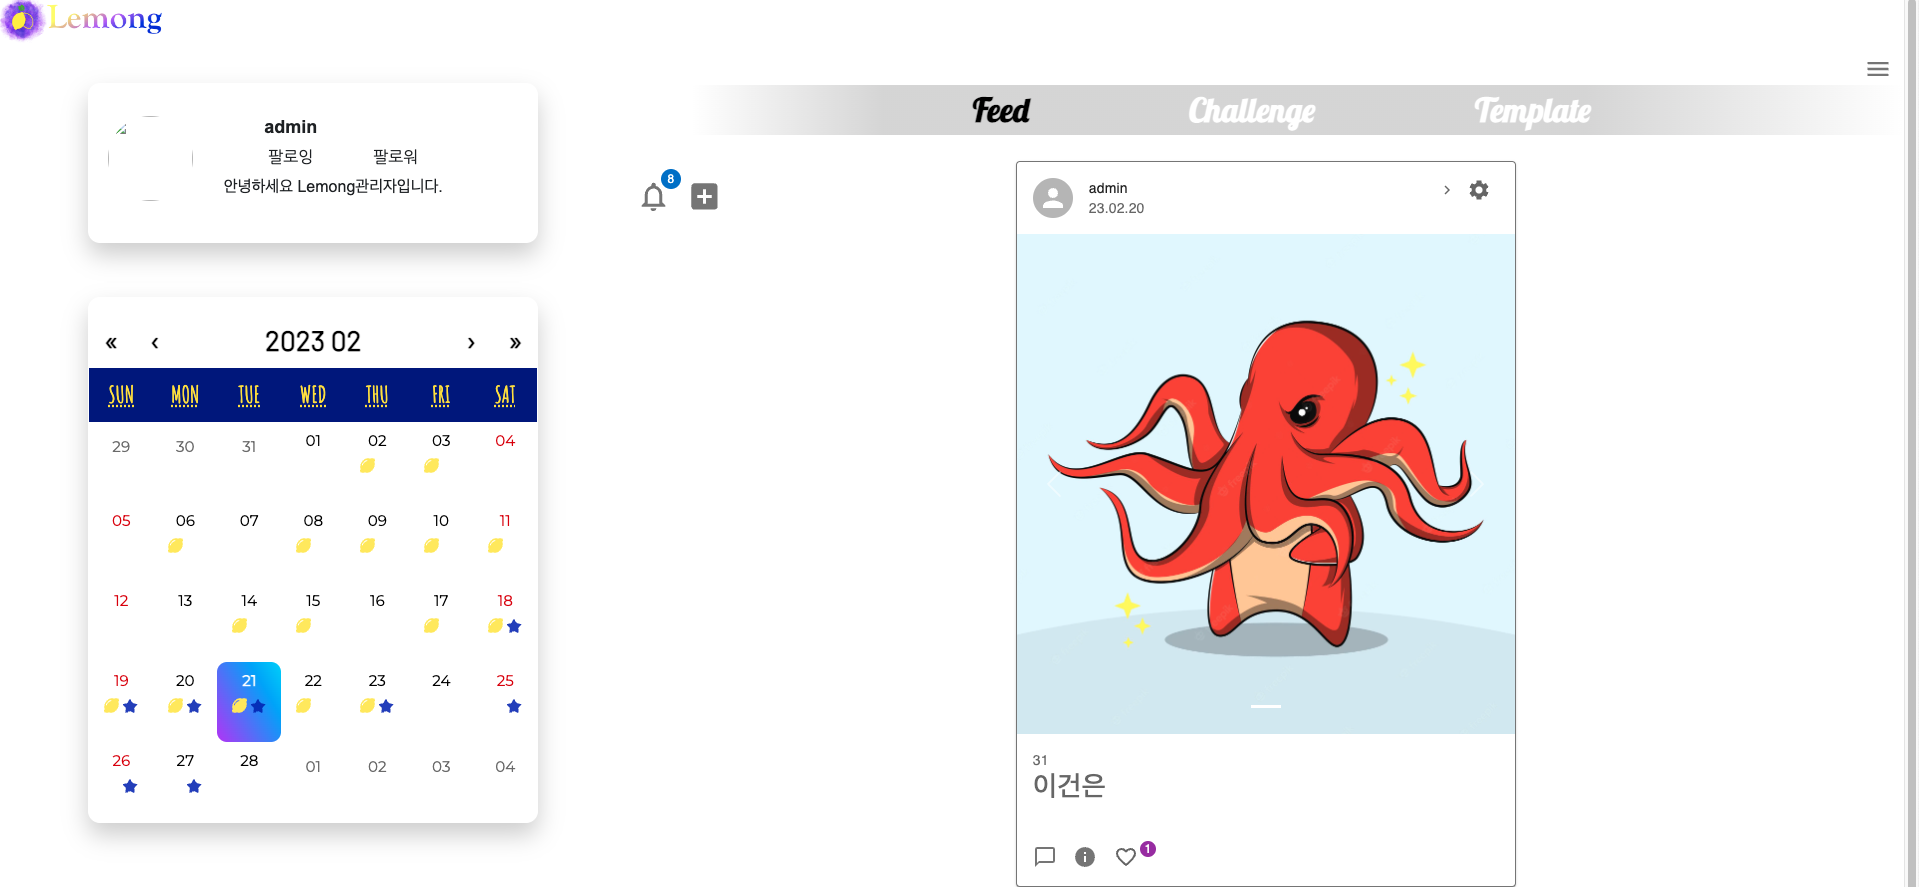 Lemong
admin
팔로잉 팔로워
안녕하세요 Lemong관리자입니다.
« ‹ 2023 02 › »
SUN MON TUE WED THU FRI SAT
29 30 31 01 02 03 04
05 06 07 08 09 10 11
12 13 14 15 16 17 18
19 20 21 22 23 24 25
26 27 28 01 02 03 04
Feed Challenge Template
8
admin
23.02.20
31
이건은
1